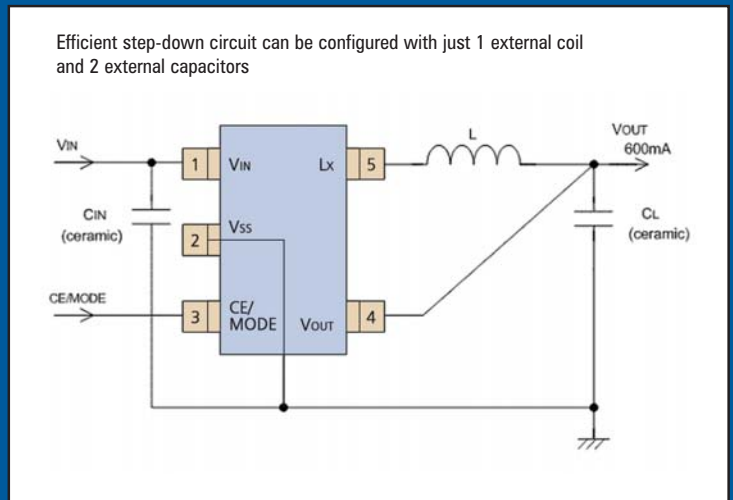 Efficient step-down circuit can be configured with just 1 external coil
and 2 external capacitors
VIN
CIN
(ceramic)
CE/MODE
1
VIN
2
VSS
3
CE/
MODE
LX
5
VOUT
4
L
VOUT
600mA
CL
(ceramic)